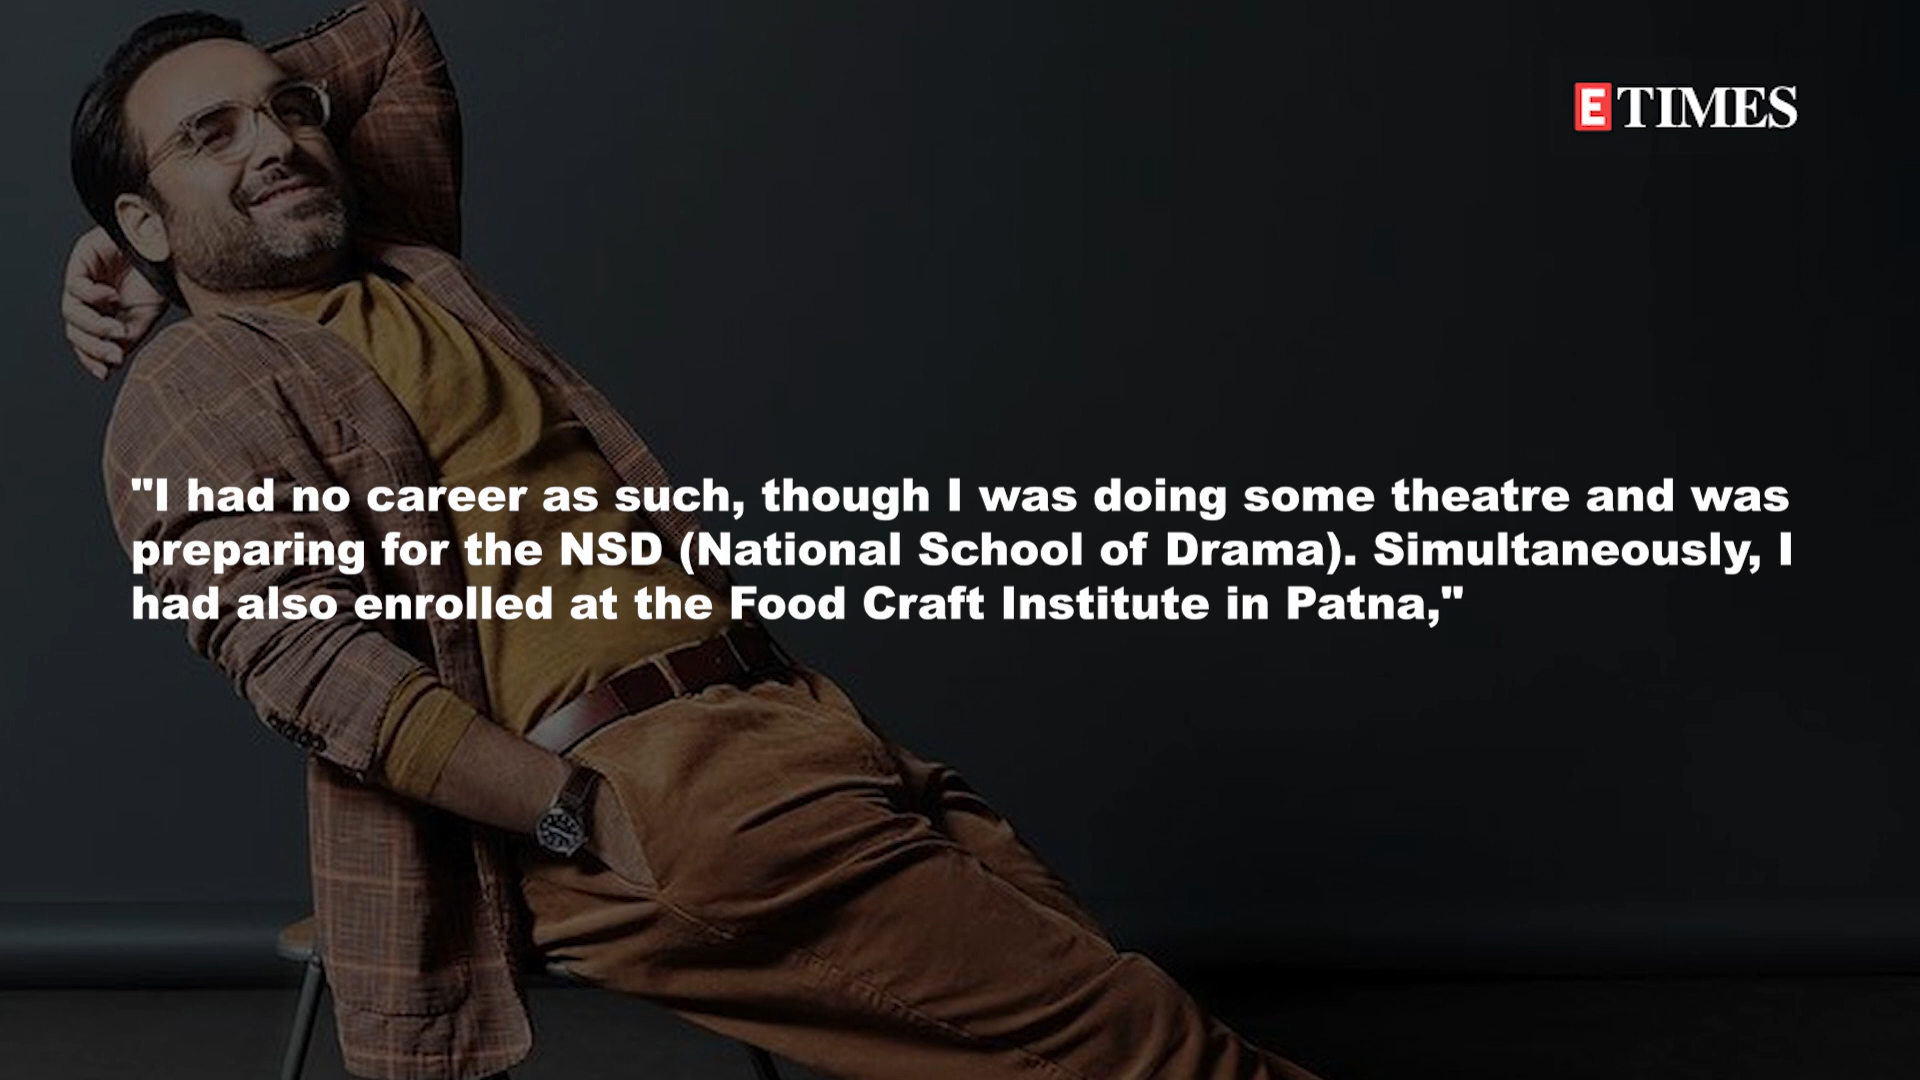 E TIMES
"I had no career as such, though I was doing some theatre and was
preparing for the NSD (National School of Drama). Simultaneously, I
had also enrolled at the Food Craft Institute in Patna,"